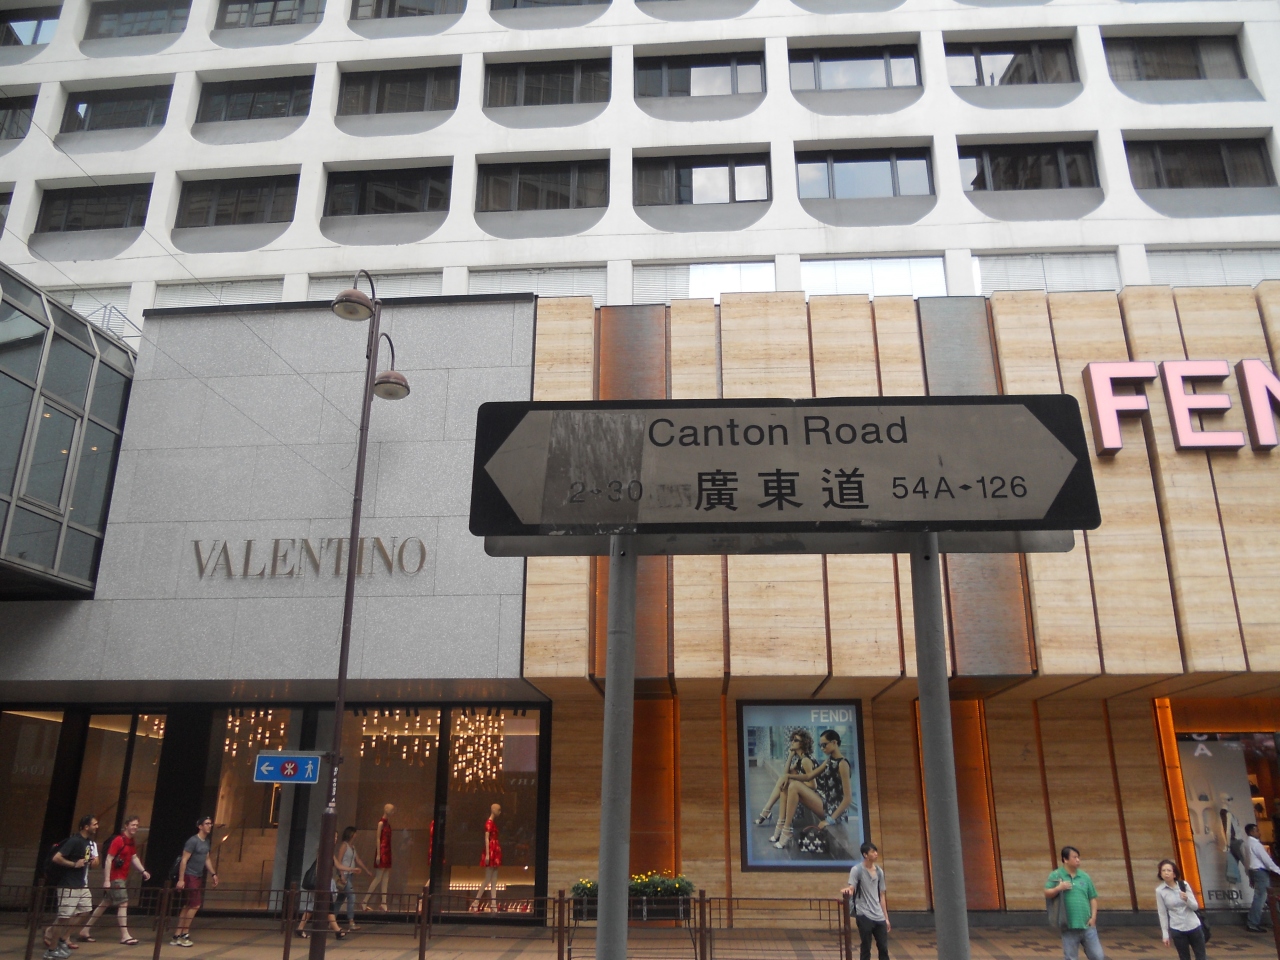 Canton Road
2 30 廣東道 54A 126
VALENTINO
FEN
FENDI
FENDI